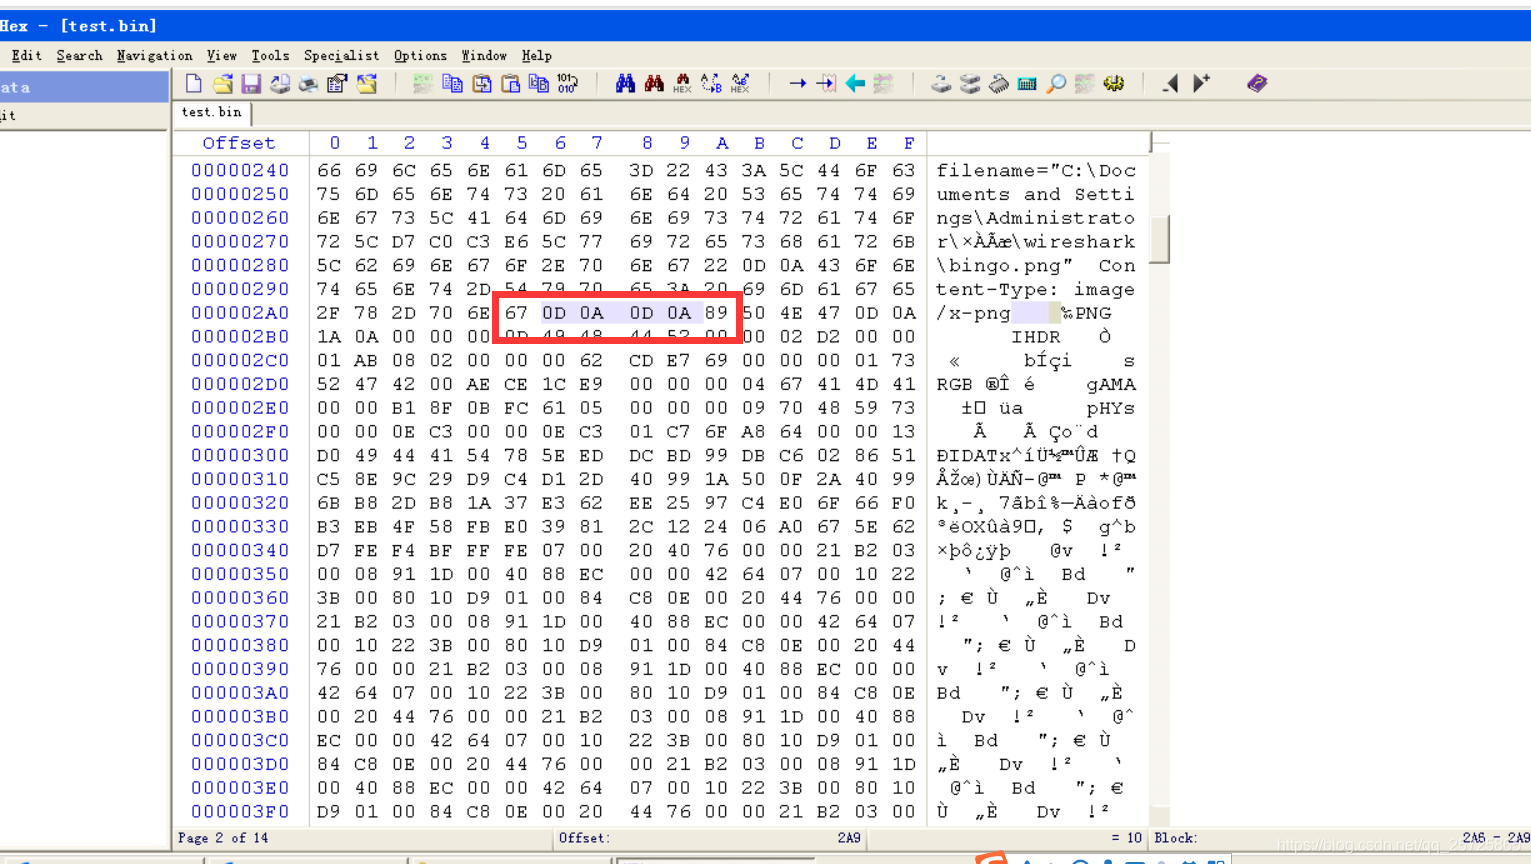 Hex - [test.bin]
Edit Search Navigation View Tools Specialist Options Window Help
ata
it
test.bin
Offset 0 1 2 3 4 5 6 7 8 9 A B C D E F
00000240 66 69 6C 65 6E 61 6D 65 3D 22 43 3A 5C 44 6F 63 filename="C:\Doc
00000250 75 6D 65 6E 74 73 20 61 6E 64 20 53 65 74 74 69 uments and Setti
00000260 6E 67 73 5C 41 64 6D 69 6E 69 73 74 72 61 74 6F ngs\Administrato
00000270 72 5C D7 C0 C3 E6 5C 77 69 72 65 73 68 61 72 6B r\×ÀÃæ\wireshark
00000280 5C 62 69 6E 67 6F 2E 70 6E 67 22 0D 0A 43 6F 6E \bingo.png" Con
00000290 74 65 6E 74 2D 54 79 70 65 3A 20 69 6D 61 67 65 tent-Type: image
000002A0 2F 78 2D 70 6E 67 0D 0A 0D 0A 89 50 4E 47 0D 0A /x-png ‰PNG
000002B0 1A 0A 00 00 00 0D 49 48 44 52 00 00 02 D2 00 00 IHDR Ò
000002C0 01 AB 08 02 00 00 00 62 CD E7 69 00 00 00 01 73 « bÍçi s
000002D0 52 47 42 00 AE CE 1C E9 00 00 00 04 67 41 4D 41 RGB ®Î é gAMA
000002E0 00 00 B1 8F 0B FC 61 05 00 00 00 09 70 48 59 73 ±□ üa pHYs
000002F0 00 00 0E C3 00 00 0E C3 01 C7 6F A8 64 00 00 13 Ã Ã Ço¨d
00000300 D0 49 44 41 54 78 5E ED DC BD 99 DB C6 02 86 51 ÐIDATx^íÜ½™ÛÆ †Q
00000310 C5 8E 9C 29 D9 C4 D1 2D 40 99 1A 50 0F 2A 40 99 ÅŽœ)ÙÄÑ-@™ P *@™
00000320 6B B8 2D B8 1A 37 E3 62 EE 25 97 C4 E0 6F 66 F0 k¸-¸ 7ãbî%—Äàofð
00000330 B3 EB 4F 58 FB E0 39 81 2C 12 24 06 A0 67 5E 62 ³ëOXûà9□, $ g^b
00000340 D7 FE F4 BF FF FE 07 00 20 40 76 00 00 21 B2 03 ×þô¿ÿþ @v !²
00000350 00 08 91 1D 00 40 88 EC 00 00 42 64 07 00 10 22 ‘ @ˆì Bd "
00000360 3B 00 80 10 D9 01 00 84 C8 0E 00 20 44 76 00 00 ; € Ù „È Dv
00000370 21 B2 03 00 08 91 1D 00 40 88 EC 00 00 42 64 07 !² ‘ @ˆì Bd
00000380 00 10 22 3B 00 80 10 D9 01 00 84 C8 0E 00 20 44 "; € Ù „È D
00000390 76 00 00 21 B2 03 00 08 91 1D 00 40 88 EC 00 00 v !² ‘ @ˆì
000003A0 42 64 07 00 10 22 3B 00 80 10 D9 01 00 84 C8 0E Bd "; € Ù „È
000003B0 00 20 44 76 00 00 21 B2 03 00 08 91 1D 00 40 88 Dv !² ‘ @ˆ
000003C0 EC 00 00 42 64 07 00 10 22 3B 00 80 10 D9 01 00 ì Bd "; € Ù
000003D0 84 C8 0E 00 20 44 76 00 00 21 B2 03 00 08 91 1D „È Dv !² ‘
000003E0 00 40 88 EC 00 00 42 64 07 00 10 22 3B 00 80 10 @ˆì Bd "; €
000003F0 D9 01 00 84 C8 0E 00 20 44 76 00 00 21 B2 03 00 Ù „È Dv !²
Page 2 of 14 Offset: 2A9 = 10 Block: 2A6 - 2A9